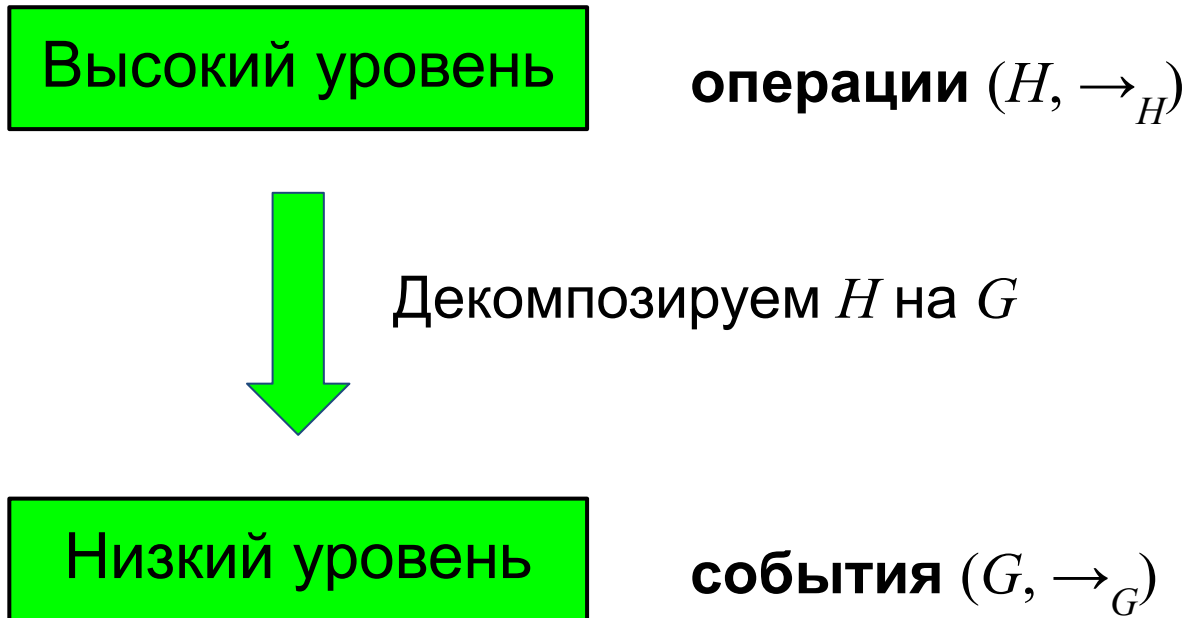 Высокий уровень
операции (H, →H)
Декомпозируем H на G
Низкий уровень
события (G, →G)